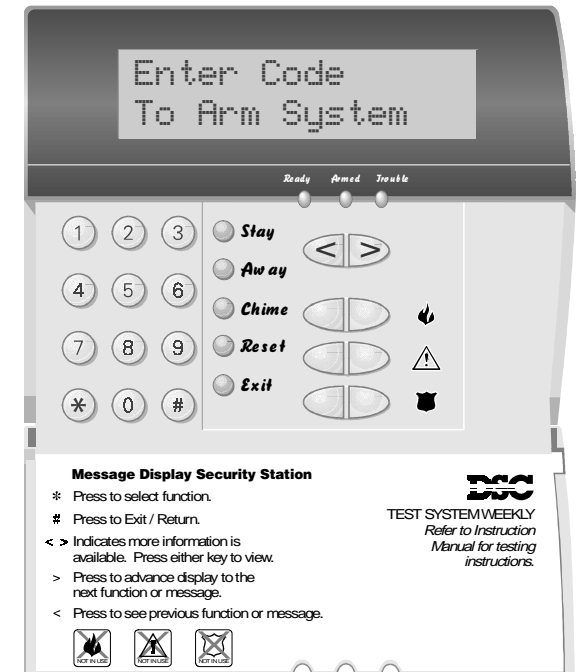 Enter Code
To Arm System
Ready Armed Trouble
1 2 3
4 5 6
7 8 9
* 0 #
Stay
Away
Chime
Reset
Exit
< >
Message Display Security Station
* Press to select function.
# Press to Exit / Return.
< > Indicates more information is
available. Press either key to view.
> Press to advance display to the
next function or message.
< Press to see previous function or message.
NOT IN USE NOT IN USE NOT IN USE
DSC
TEST SYSTEM WEEKLY
Refer to Instruction
Manual for testing
instructions.